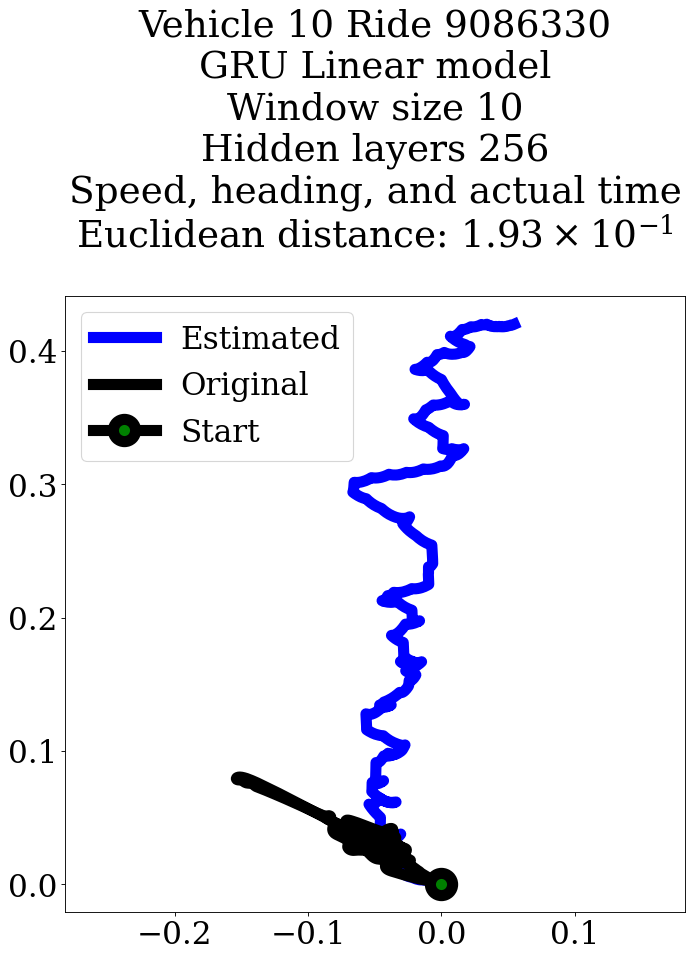 Vehicle 10 Ride 9086330
GRU Linear model
Window size 10
Hidden layers 256
Speed, heading, and actual time
Euclidean distance: 1.93 × 10⁻¹
Estimated
Original
Start
0.4
0.3
0.2
0.1
0.0
−0.2
−0.1
0.0
0.1